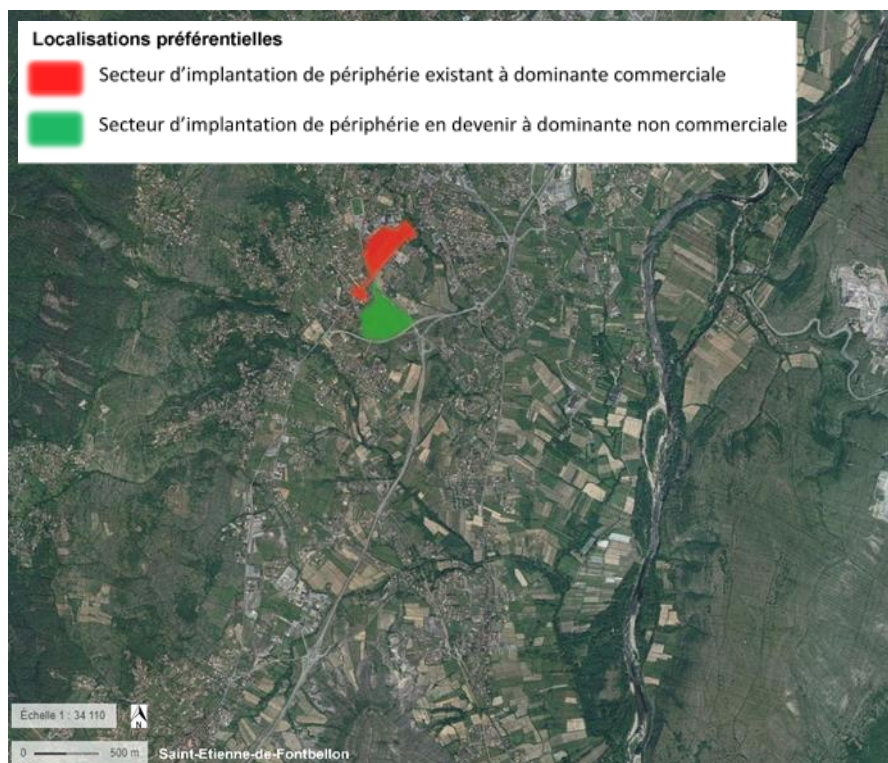 Localisations préférentielles
Secteur d'implantation de périphérie existant à dominante commerciale
Secteur d'implantation de périphérie en devenir à dominante non commerciale
Échelle 1 : 34 110
N
0 500 m Saint-Etienne-de-Fontbellon